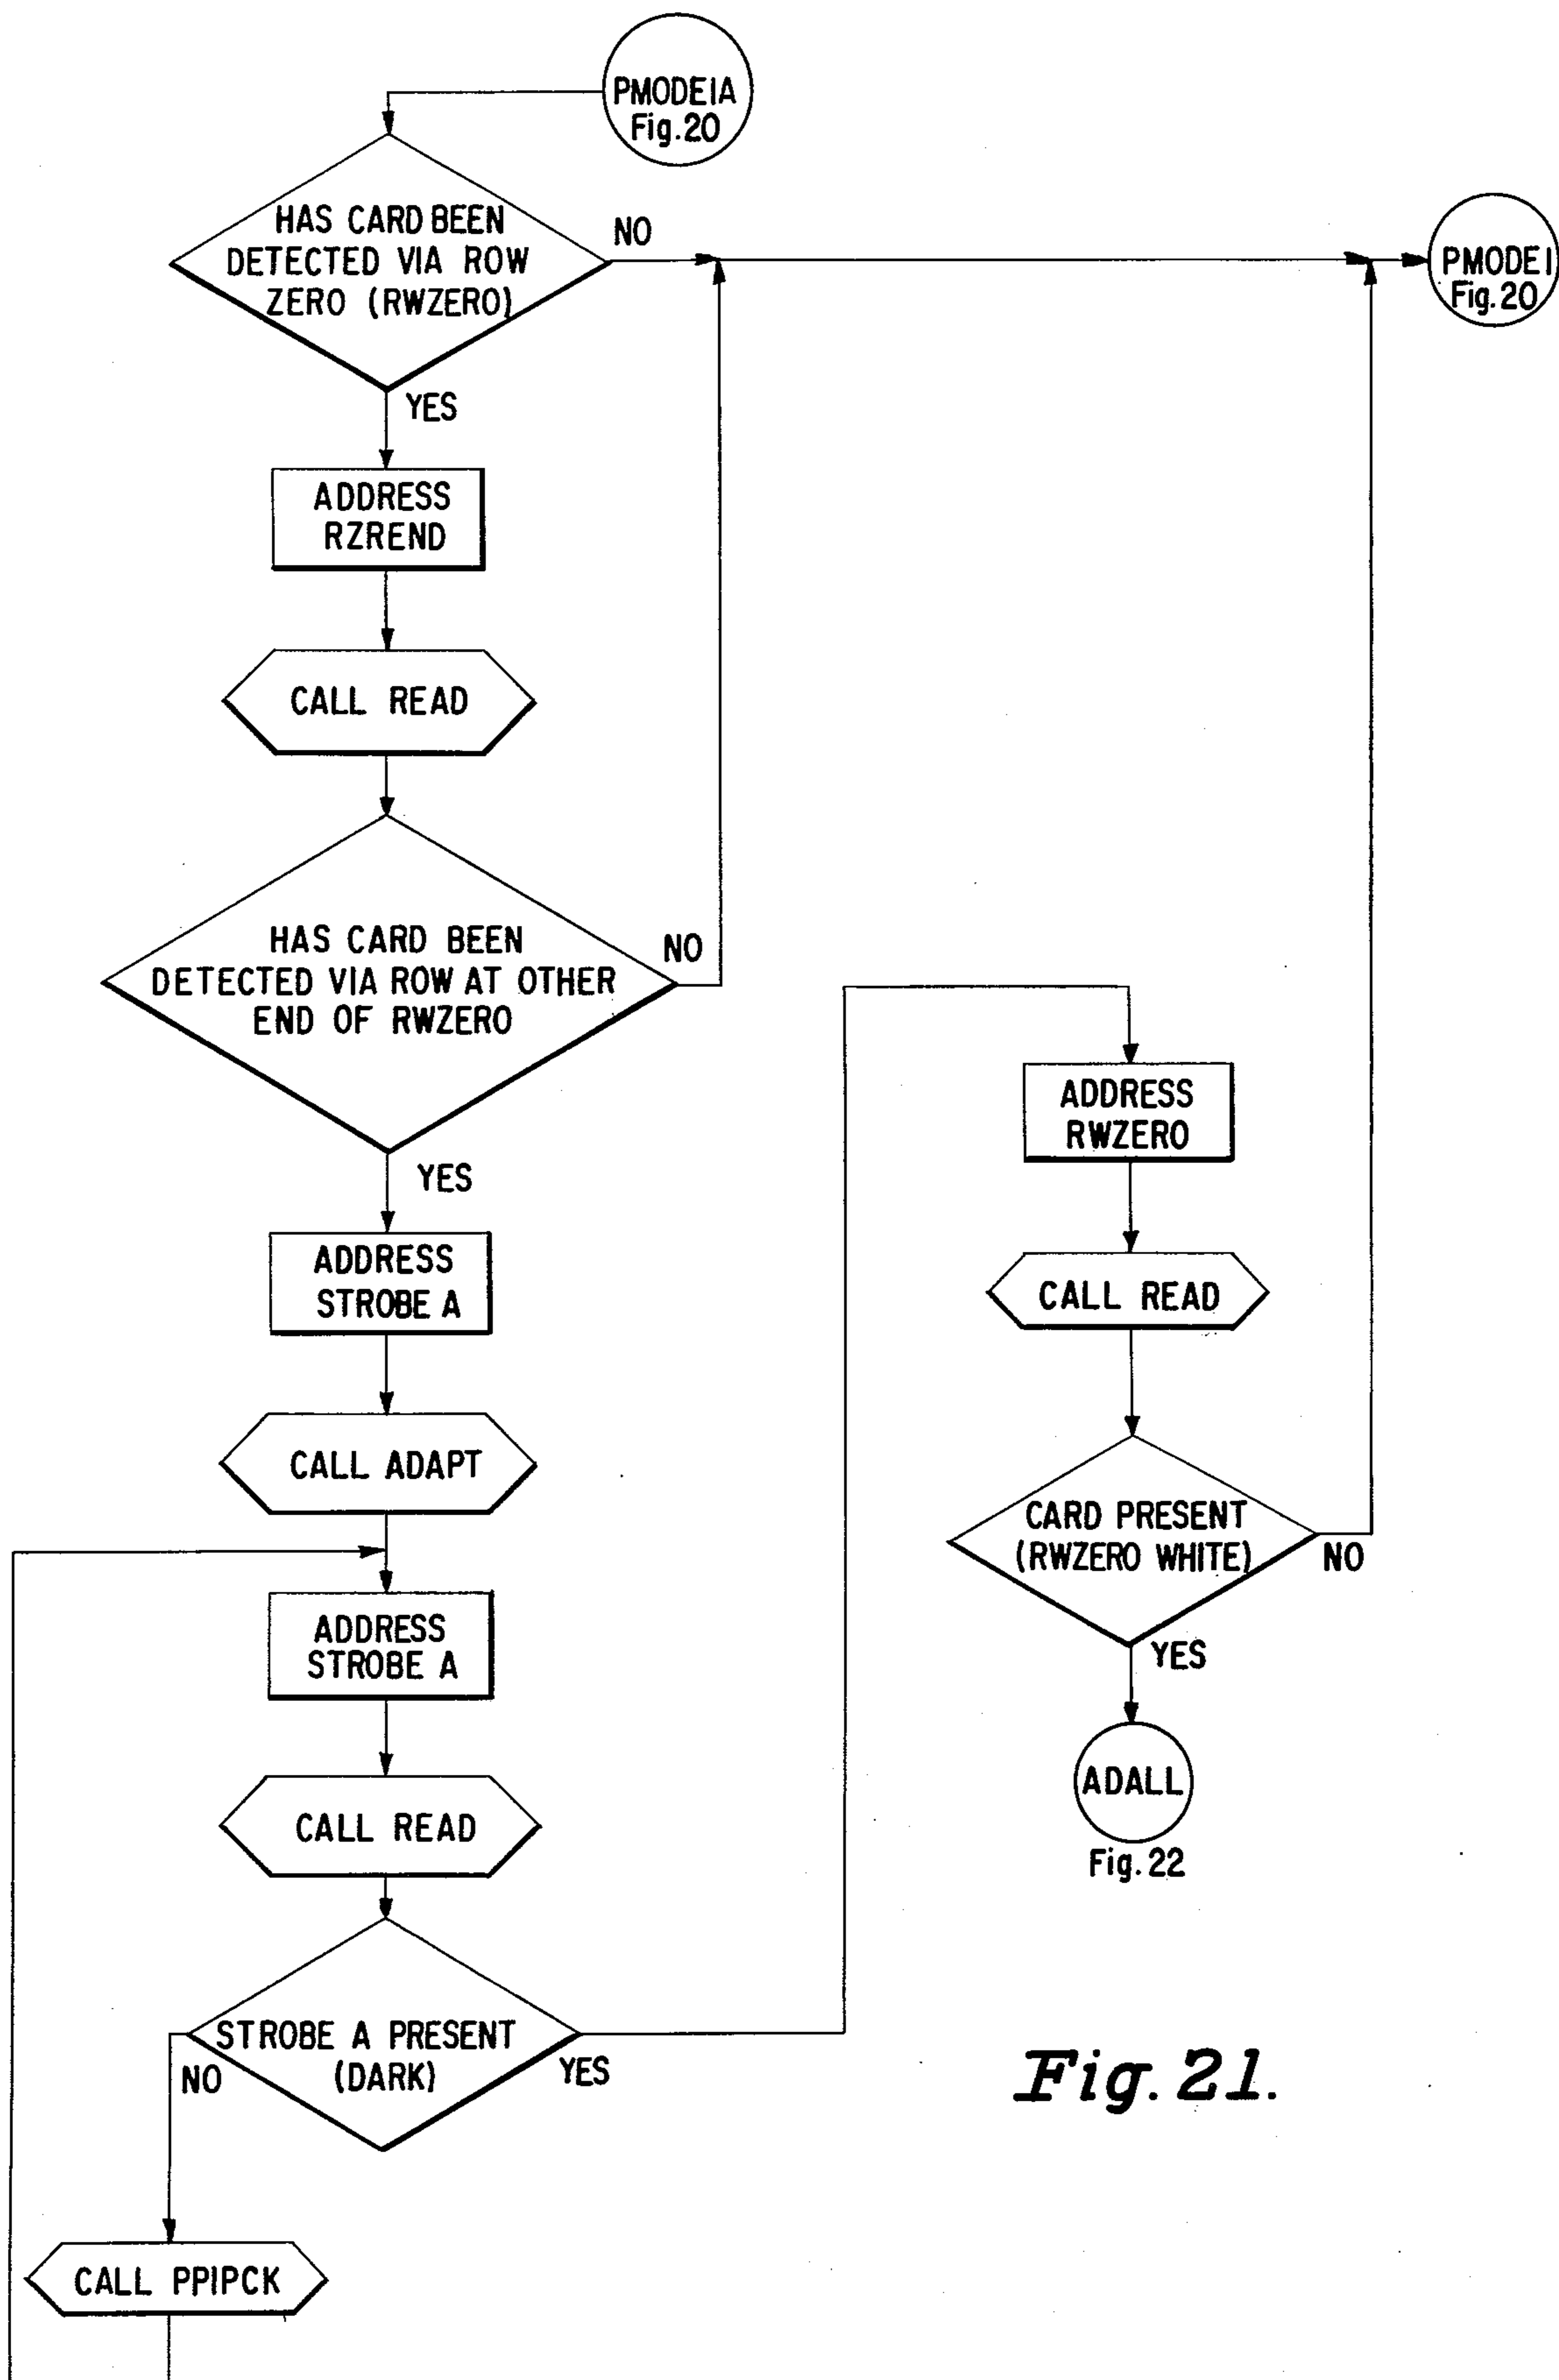 PMODE1A
Fig.20
HAS CARD BEEN
DETECTED VIA ROW
ZERO (RWZERO)
NO
PMODE1
Fig.20
YES
ADDRESS
RZREND
CALL READ
HAS CARD BEEN
DETECTED VIA ROW AT OTHER
END OF RWZERO
NO
YES
ADDRESS
STROBE A
CALL ADAPT
ADDRESS
STROBE A
CALL READ
STROBE A PRESENT
(DARK)
NO
YES
CALL PPIPCK
ADDRESS
RWZERO
CALL READ
CARD PRESENT
(RWZERO WHITE)
NO
YES
ADALL
Fig.22
Fig. 21.